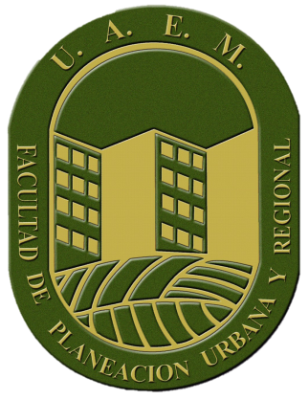 U. A. E. M.
FACULTAD DE PLANEACION URBANA Y REGIONAL